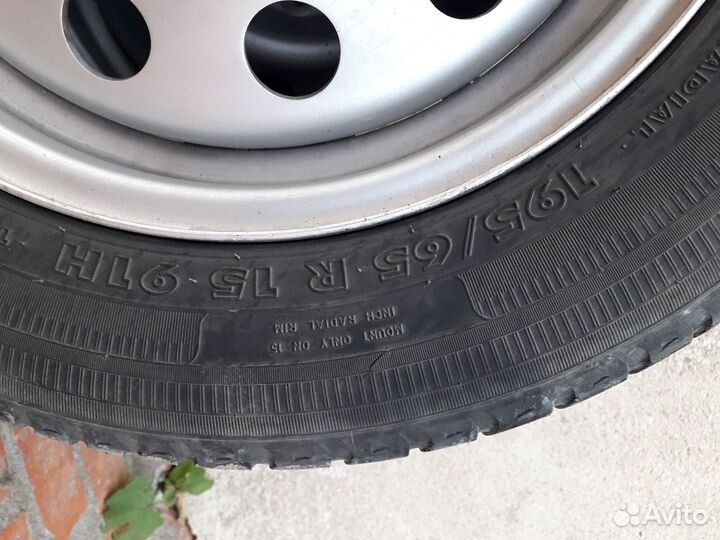 RADIAL
195/65 R 15 91H
MOUNT ONLY ON 15
INCH RADIAL RIM
Avito